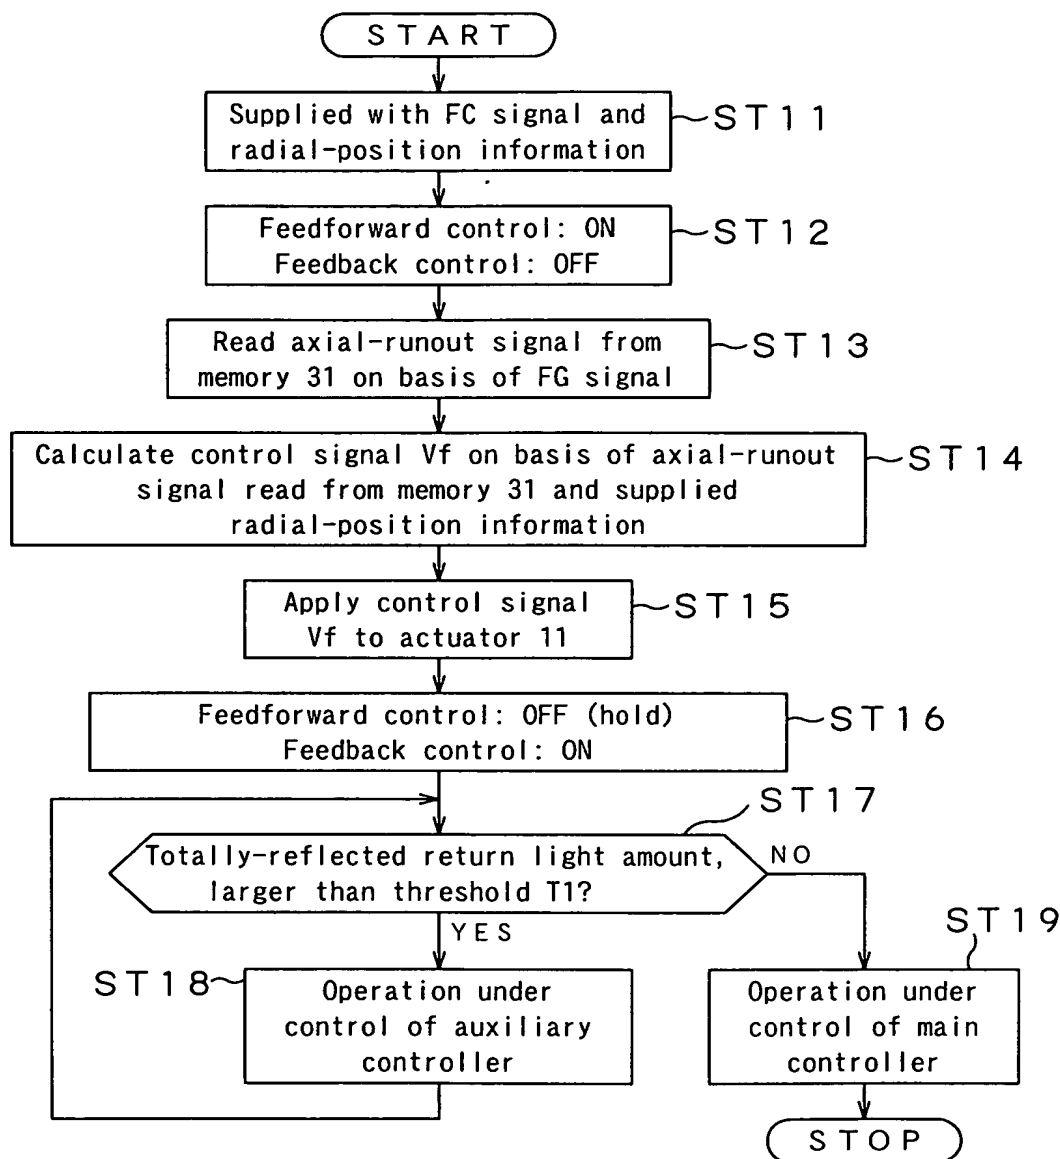 START
Supplied with FC signal and
radial-position information
ST11
Feedforward control: ON
Feedback control: OFF
ST12
Read axial-runout signal from
memory 31 on basis of FG signal
ST13
Calculate control signal Vf on basis of axial-runout
signal read from memory 31 and supplied
radial-position information
ST14
Apply control signal
Vf to actuator 11
ST15
Feedforward control: OFF (hold)
Feedback control: ON
ST16
ST17
Totally-reflected return light amount,
larger than threshold T1?
NO
YES
ST18
Operation under
control of auxiliary
controller
ST19
Operation under
control of main
controller
STOP